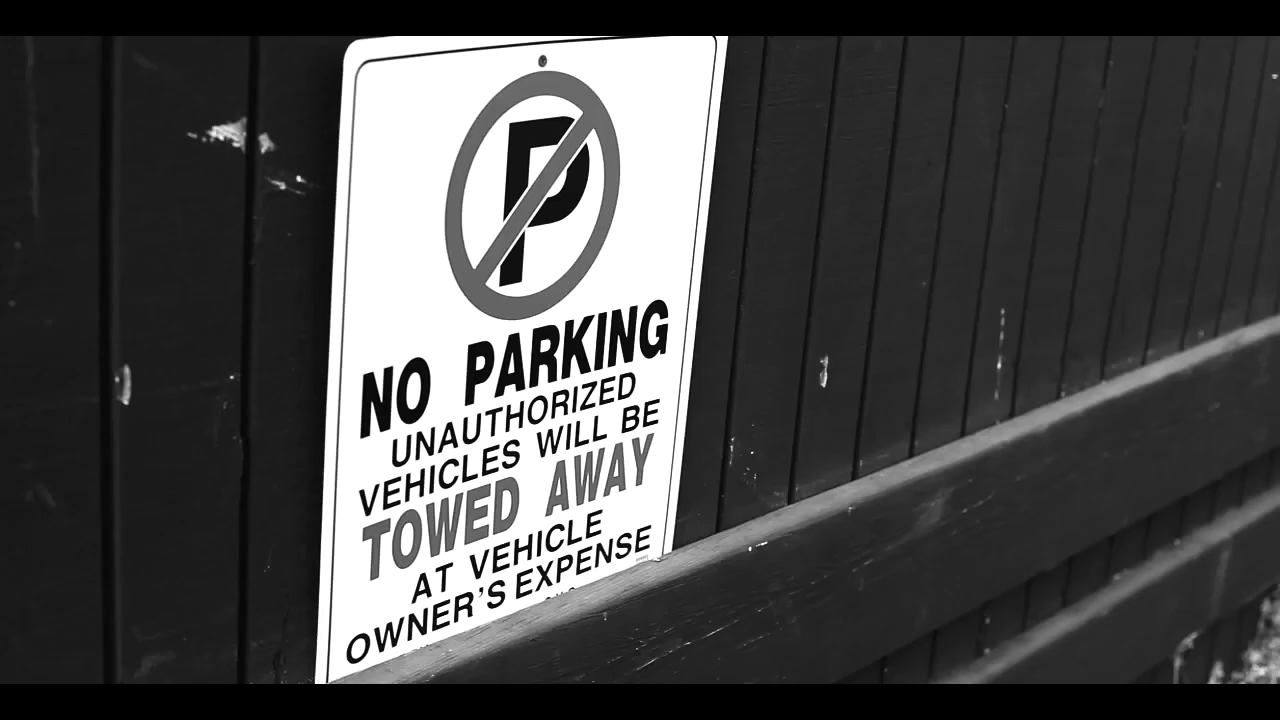 P
NO PARKING
UNAUTHORIZED
VEHICLES WILL BE
TOWED AWAY
AT VEHICLE
OWNER'S EXPENSE